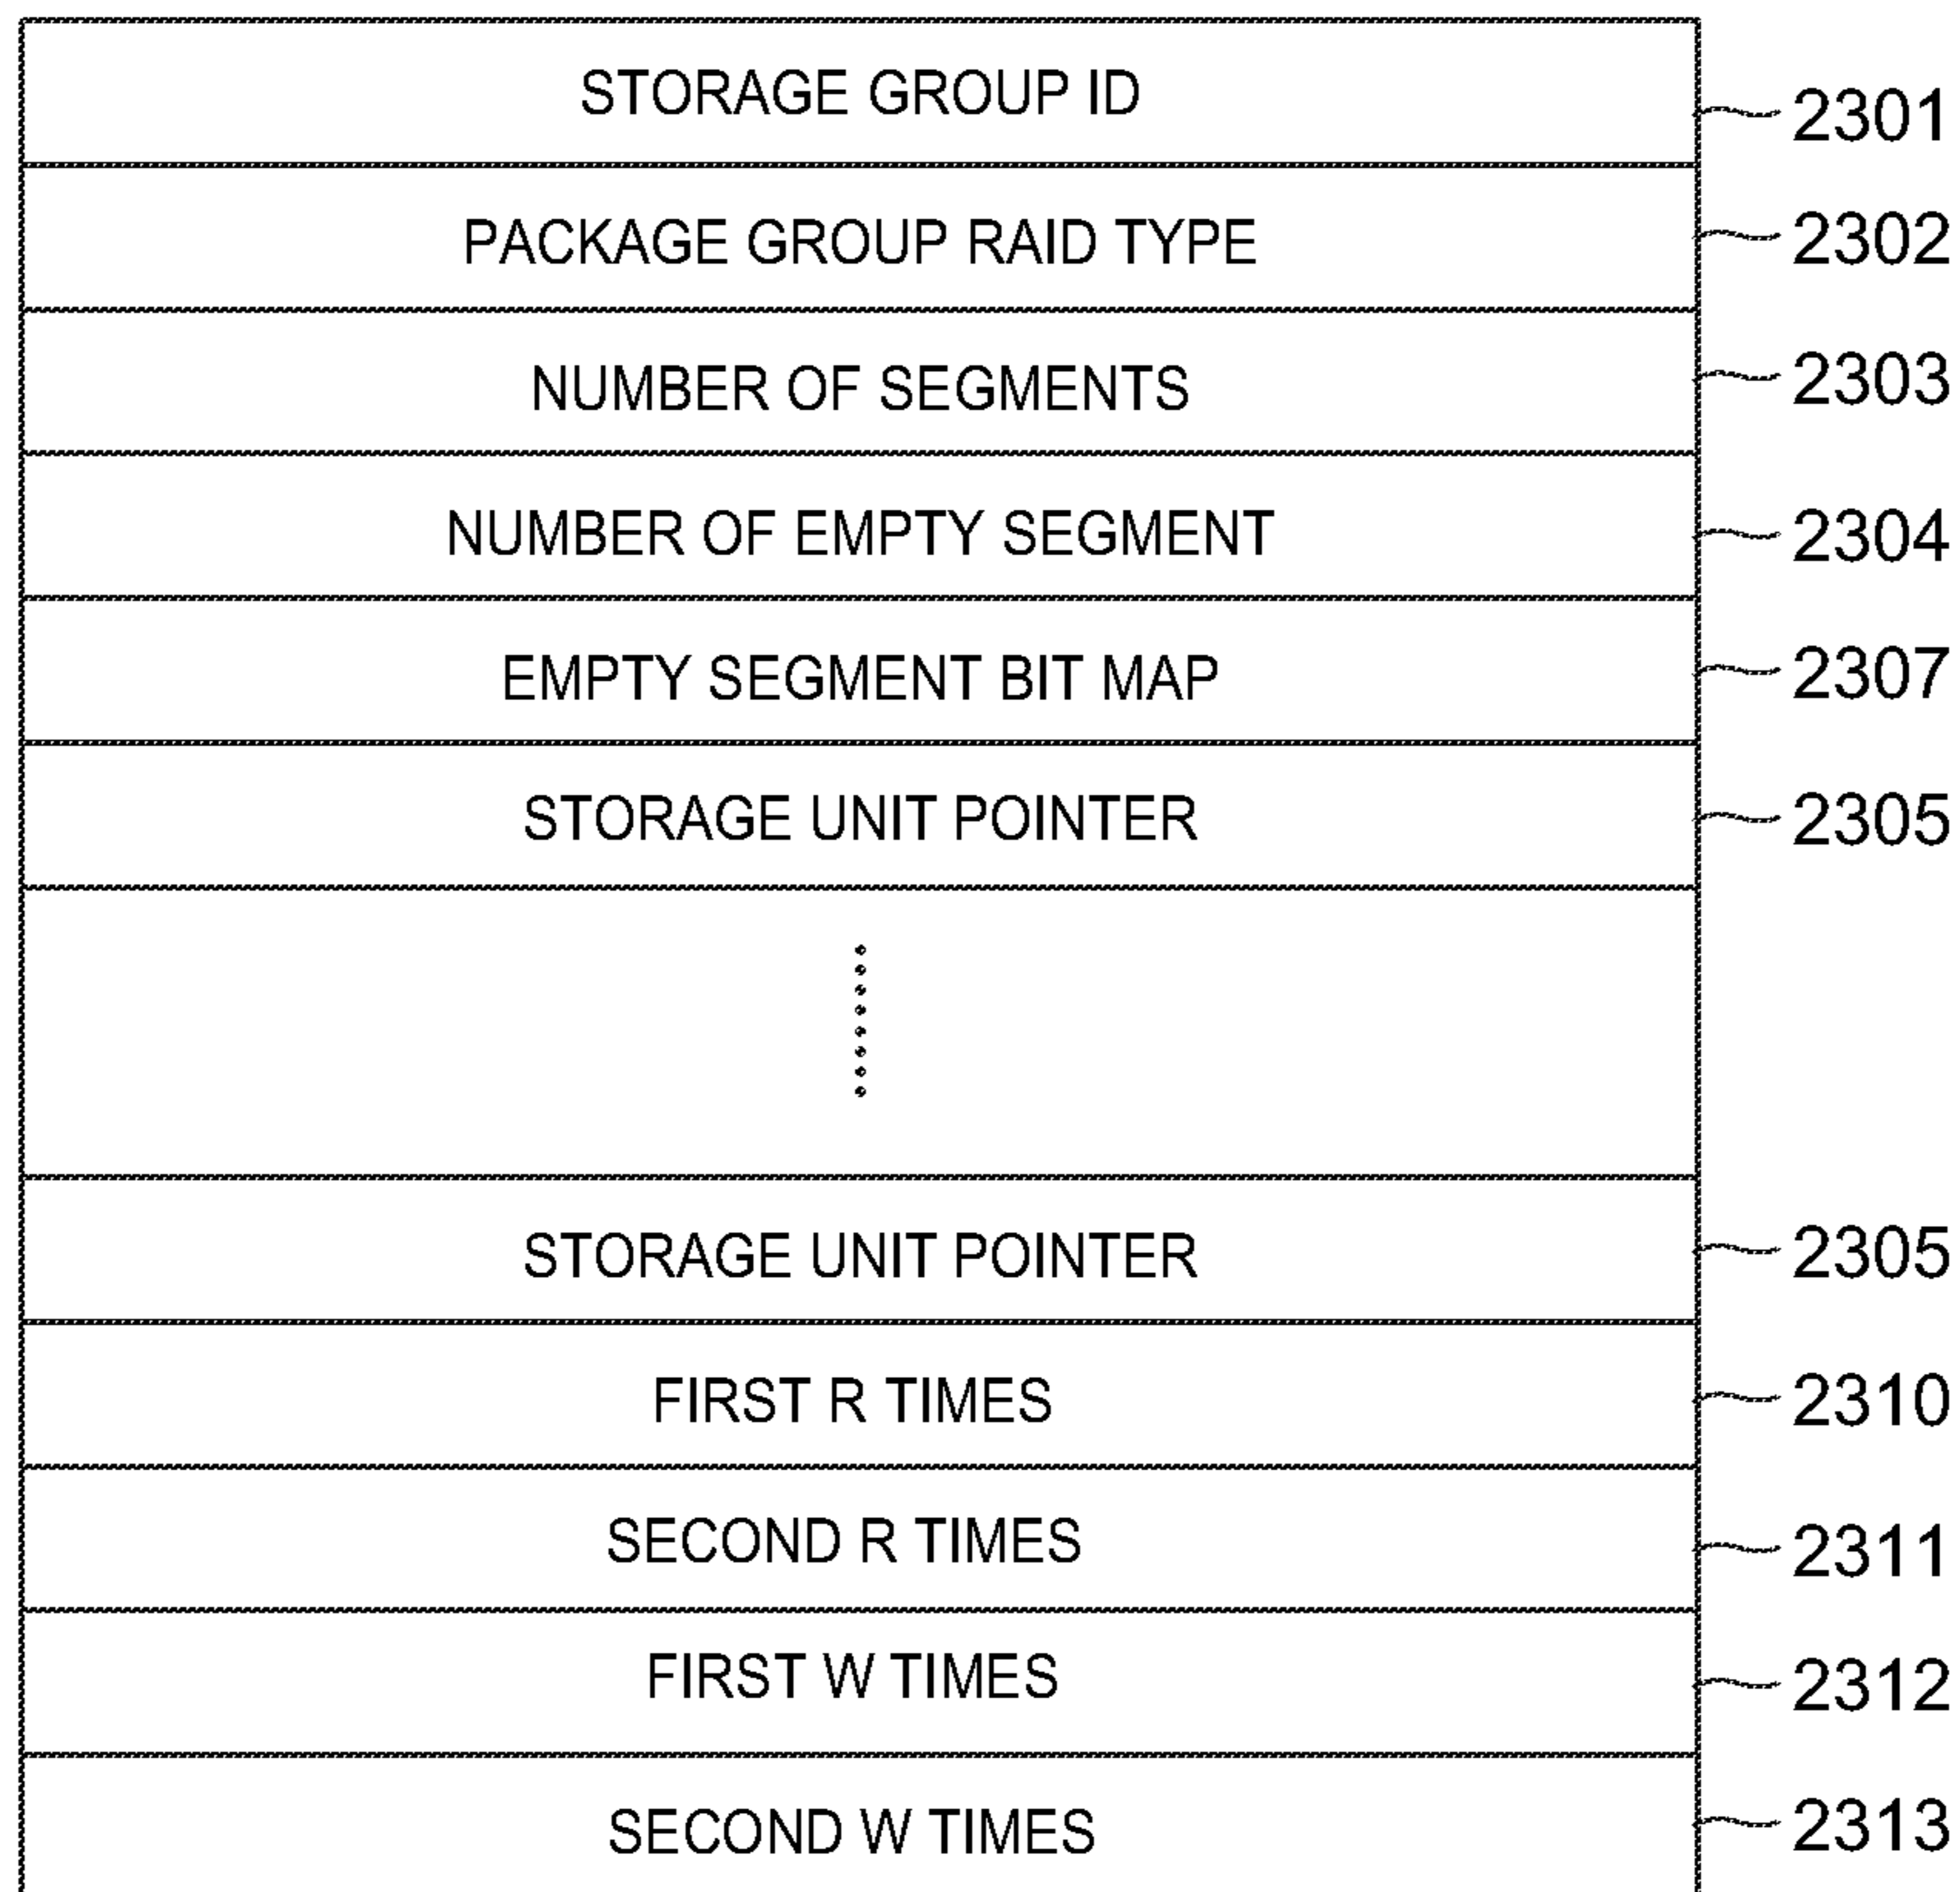 STORAGE GROUP ID 2301
PACKAGE GROUP RAID TYPE 2302
NUMBER OF SEGMENTS 2303
NUMBER OF EMPTY SEGMENT 2304
EMPTY SEGMENT BIT MAP 2307
STORAGE UNIT POINTER 2305
STORAGE UNIT POINTER 2305
FIRST R TIMES 2310
SECOND R TIMES 2311
FIRST W TIMES 2312
SECOND W TIMES 2313